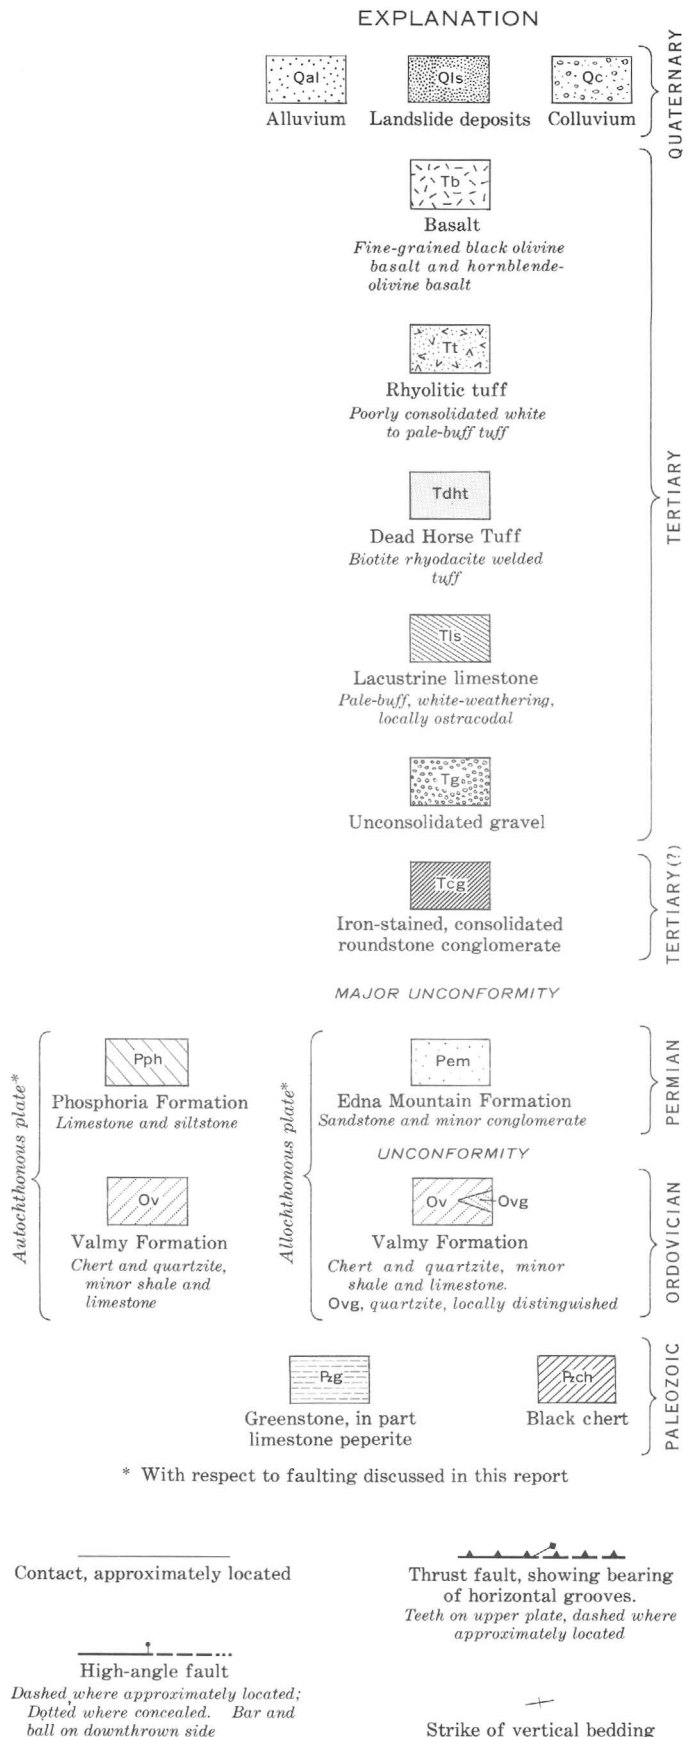 EXPLANATION
Qal
Qls
Qc
Alluvium
Landslide deposits
Colluvium
QUATERNARY
Tb
Basalt
Fine-grained black olivine
basalt and hornblende-
olivine basalt
Tt
Rhyolitic tuff
Poorly consolidated white
to pale-buff tuff
Tdht
Dead Horse Tuff
Biotite rhyodacite welded
tuff
Tls
Lacustrine limestone
Pale-buff, white-weathering,
locally ostracodal
Tg
Unconsolidated gravel
TERTIARY
Tcg
Iron-stained, consolidated
roundstone conglomerate
TERTIARY(?)
MAJOR UNCONFORMITY
Autochthonous plate*
Pph
Phosphoria Formation
Limestone and siltstone
Allochthonous plate*
Pem
Edna Mountain Formation
Sandstone and minor conglomerate
PERMIAN
UNCONFORMITY
Ov
Valmy Formation
Chert and quartzite,
minor shale and
limestone
Ov
Ovg
Valmy Formation
Chert and quartzite, minor
shale and limestone.
Ovg, quartzite, locally distinguished
ORDOVICIAN
Pzg
Greenstone, in part
limestone peperite
Pzch
Black chert
PALEOZOIC
* With respect to faulting discussed in this report
Contact, approximately located
Thrust fault, showing bearing
of horizontal grooves.
Teeth on upper plate, dashed where
approximately located
High-angle fault
Dashed where approximately located;
Dotted where concealed. Bar and
ball on downthrown side
Strike of vertical bedding